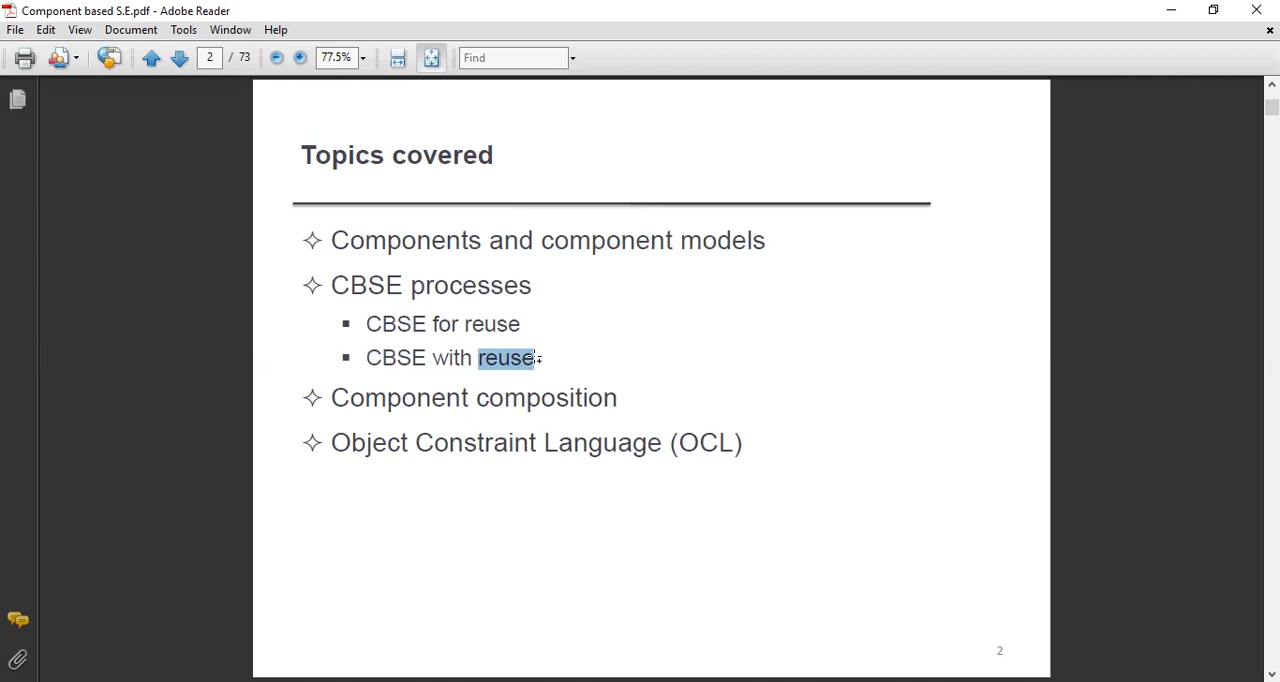 Component based S.E.pdf - Adobe Reader
File Edit View Document Tools Window Help
2 / 73 77.5% Find
Topics covered
✧ Components and component models
✧ CBSE processes
▪ CBSE for reuse
▪ CBSE with reuse
✧ Component composition
✧ Object Constraint Language (OCL)
2